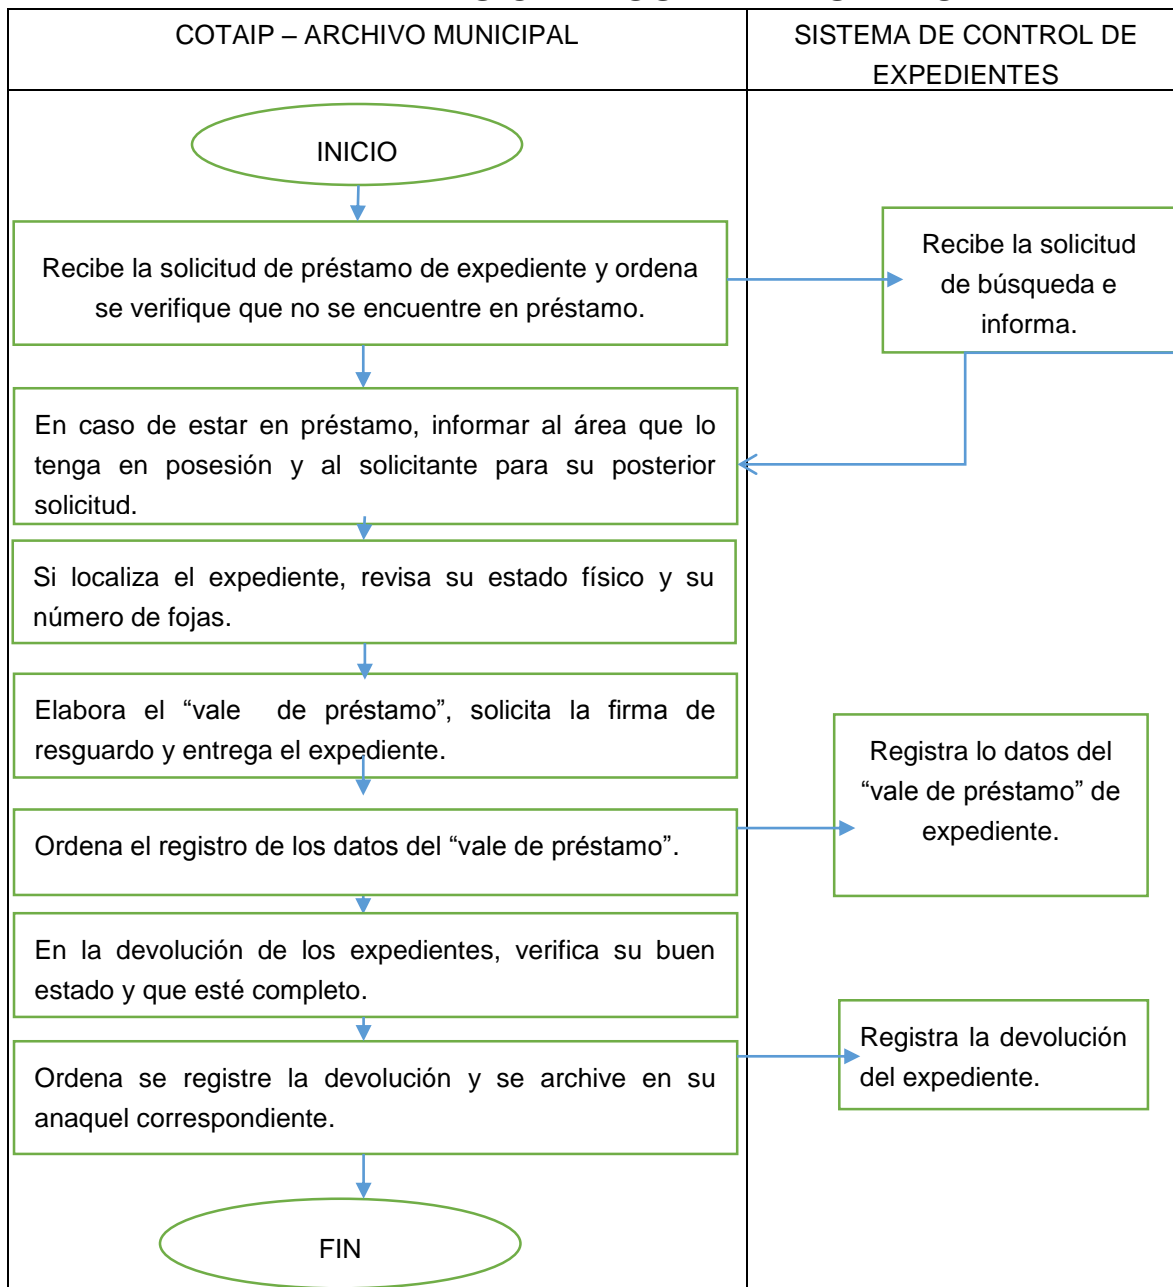 COTAIP – ARCHIVO MUNICIPAL
SISTEMA DE CONTROL DE
EXPEDIENTES
INICIO
Recibe la solicitud de préstamo de expediente y ordena
se verifique que no se encuentre en préstamo.
Recibe la solicitud
de búsqueda e
informa.
En caso de estar en préstamo, informar al área que lo
tenga en posesión y al solicitante para su posterior
solicitud.
Si localiza el expediente, revisa su estado físico y su
número de fojas.
Elabora el “vale de préstamo”, solicita la firma de
resguardo y entrega el expediente.
Ordena el registro de los datos del “vale de préstamo”.
Registra lo datos del
“vale de préstamo” de
expediente.
En la devolución de los expedientes, verifica su buen
estado y que esté completo.
Ordena se registre la devolución y se archive en su
anaquel correspondiente.
Registra la devolución
del expediente.
FIN